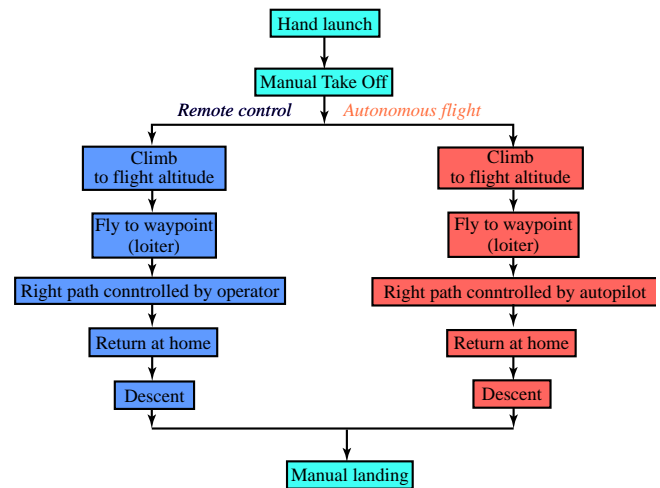 Hand launch
Manual Take Off
Remote control
Autonomous flight
Climb
to flight altitude
Climb
to flight altitude
Fly to waypoint
(loiter)
Fly to waypoint
(loiter)
Right path conntrolled by operator
Right path conntrolled by autopilot
Return at home
Return at home
Descent
Descent
Manual landing